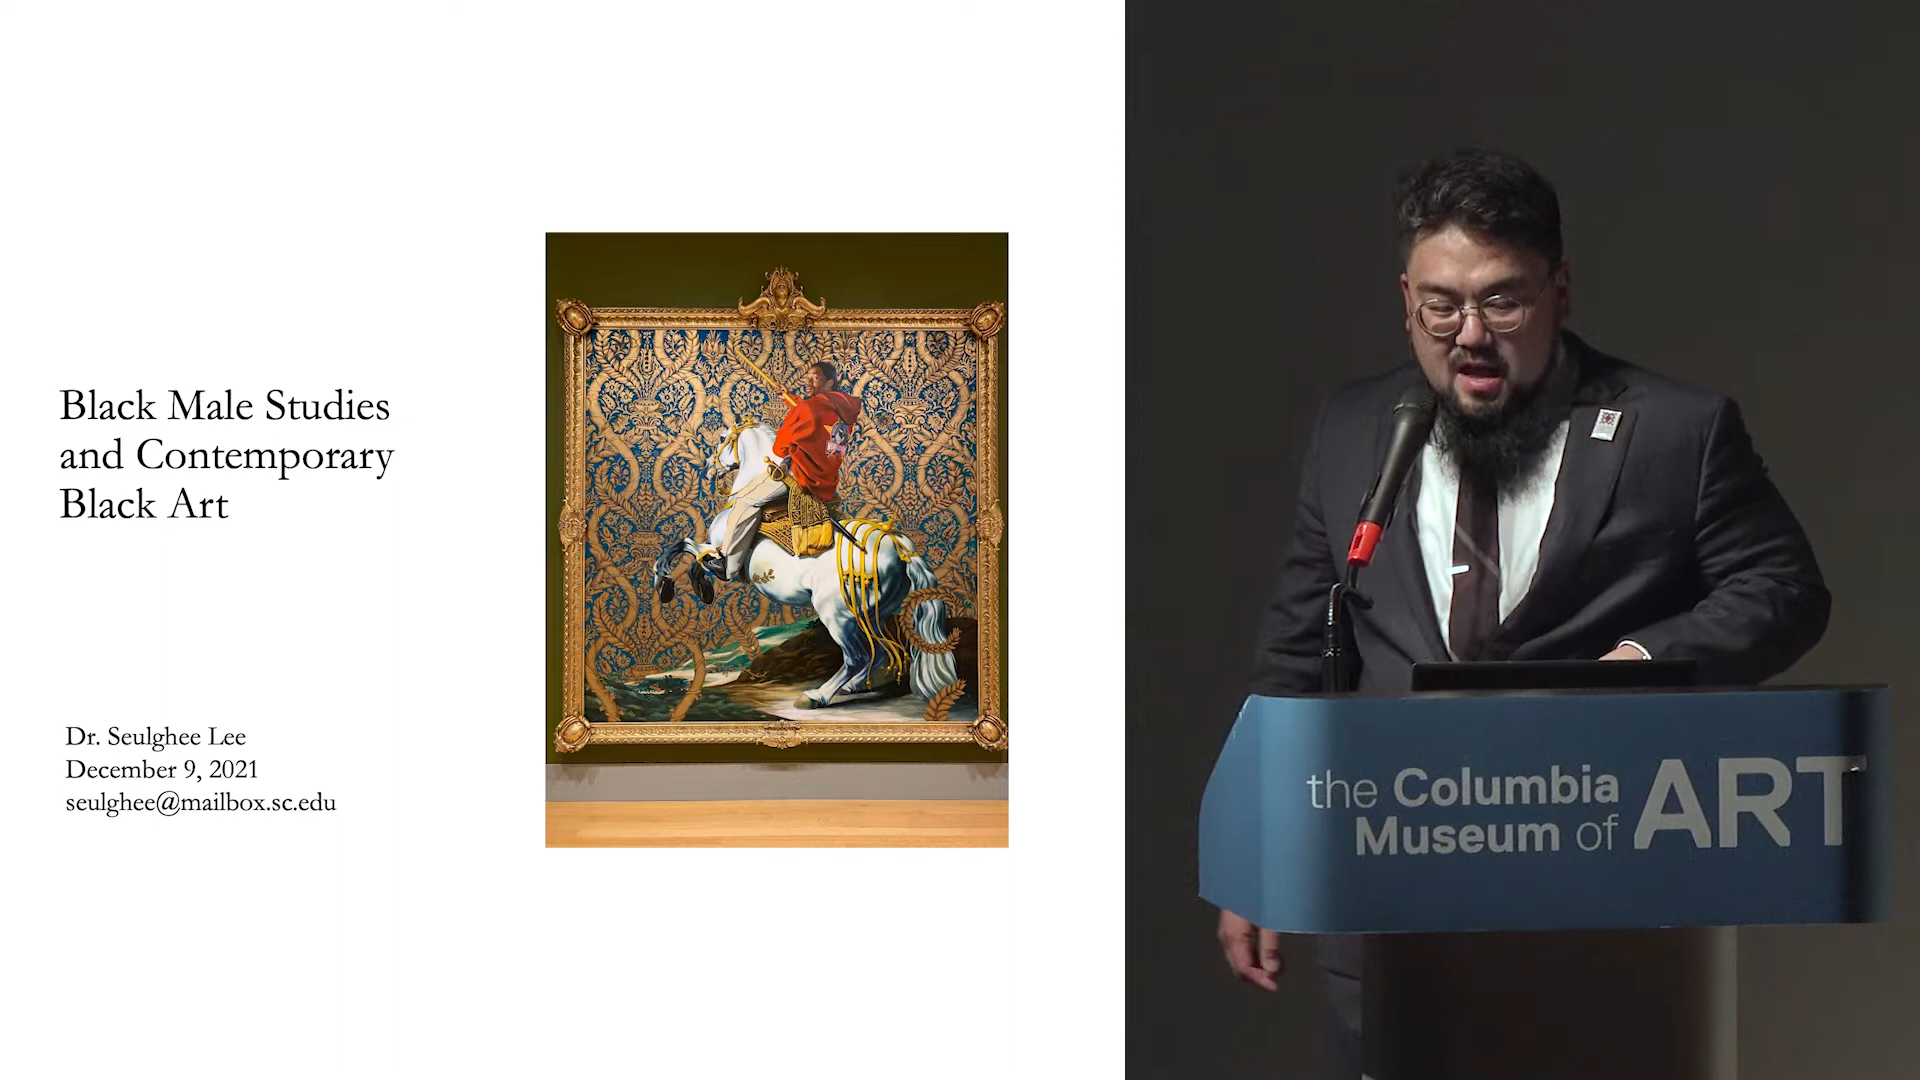 Black Male Studies
and Contemporary
Black Art
Dr. Seulghee Lee
December 9, 2021
seulghee@mailbox.sc.edu
the Columbia
Museum of ART